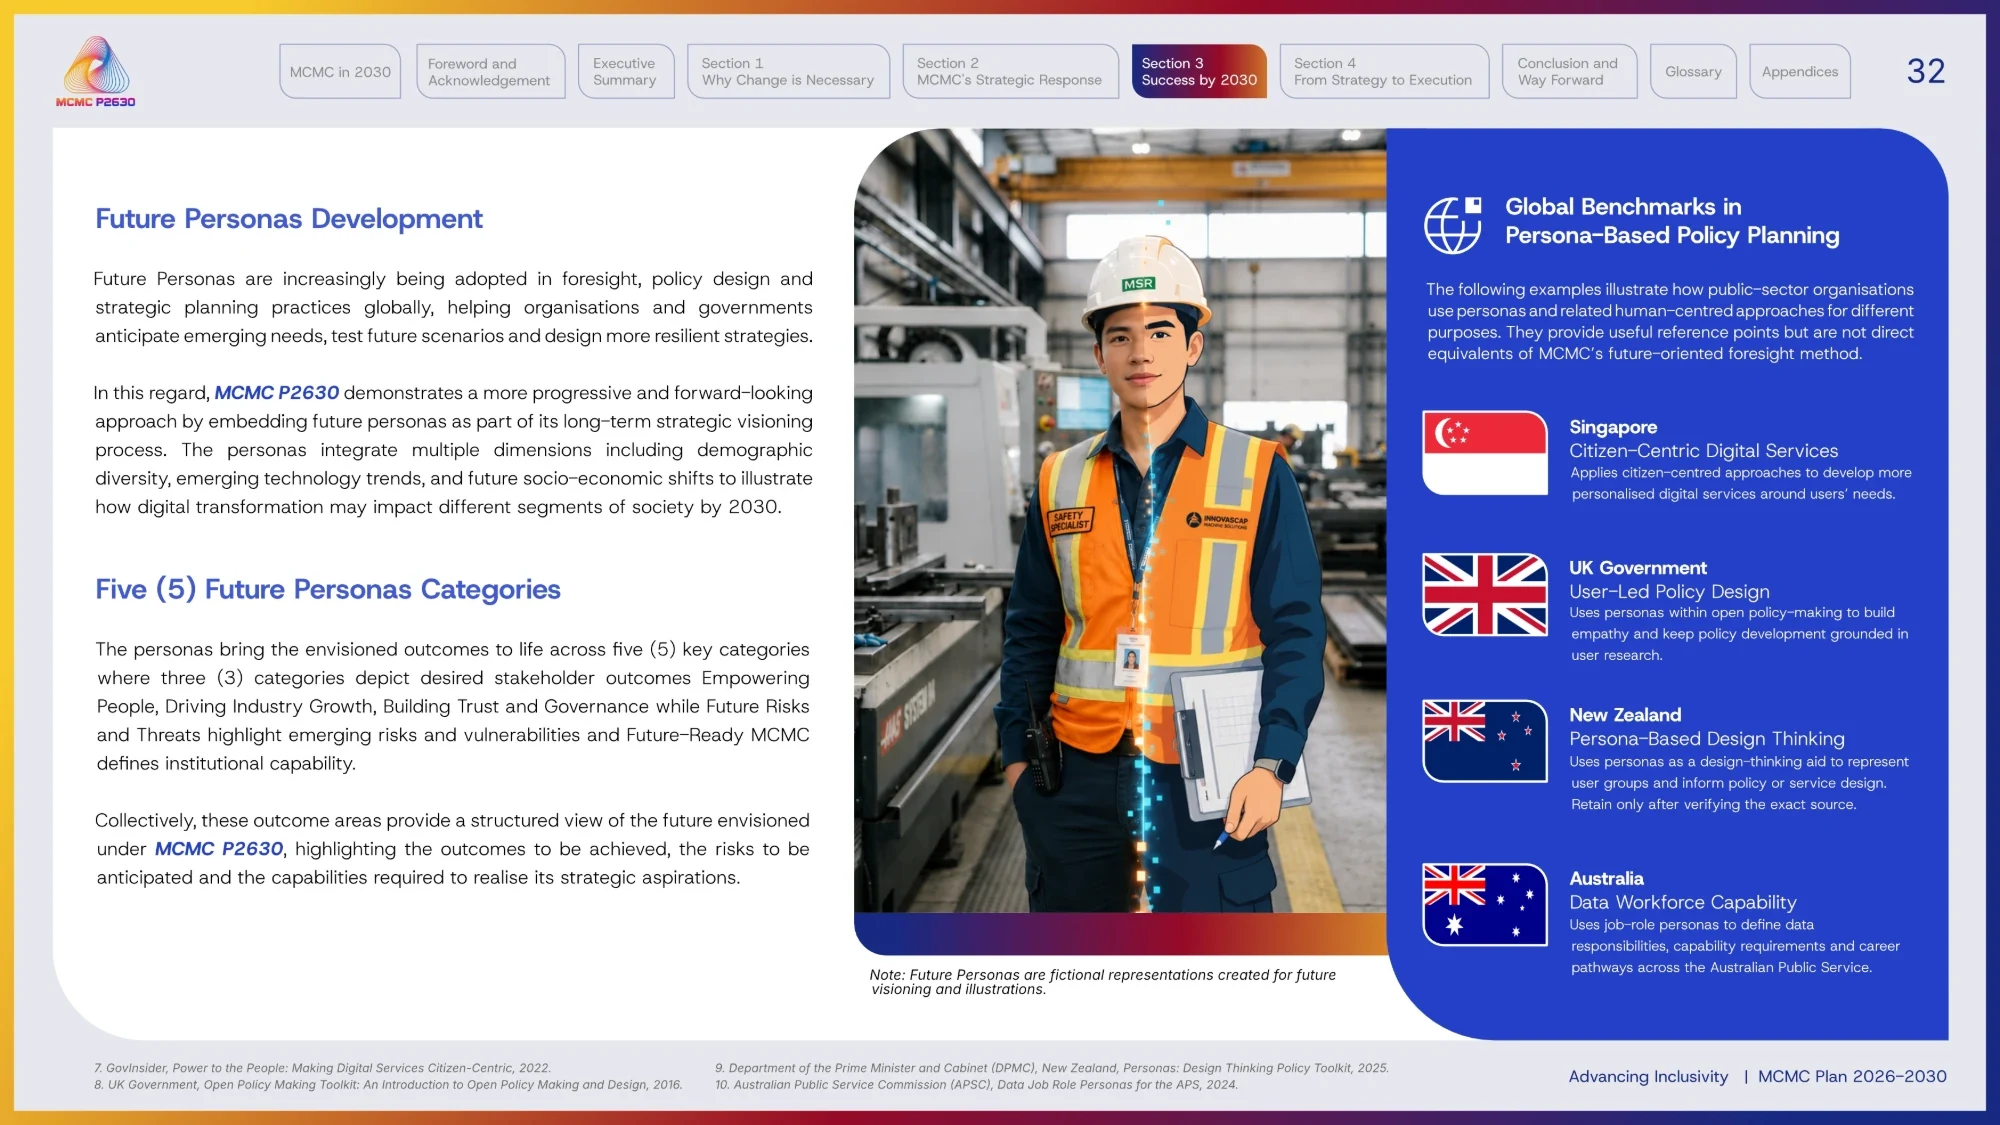 MCMC P2630
MCMC in 2030
Foreword and
Acknowledgement
Executive
Summary
Section 1
Why Change is Necessary
Section 2
MCMC's Strategic Response
Section 3
Success by 2030
Section 4
From Strategy to Execution
Conclusion and
Way Forward
Glossary
Appendices
32
Future Personas Development
Future Personas are increasingly being adopted in foresight, policy design and
strategic planning practices globally, helping organisations and governments
anticipate emerging needs, test future scenarios and design more resilient strategies.
In this regard, MCMC P2630 demonstrates a more progressive and forward-looking
approach by embedding future personas as part of its long-term strategic visioning
process. The personas integrate multiple dimensions including demographic
diversity, emerging technology trends, and future socio-economic shifts to illustrate
how digital transformation may impact different segments of society by 2030.
Five (5) Future Personas Categories
The personas bring the envisioned outcomes to life across five (5) key categories
where three (3) categories depict desired stakeholder outcomes Empowering
People, Driving Industry Growth, Building Trust and Governance while Future Risks
and Threats highlight emerging risks and vulnerabilities and Future-Ready MCMC
defines institutional capability.
Collectively, these outcome areas provide a structured view of the future envisioned
under MCMC P2630, highlighting the outcomes to be achieved, the risks to be
anticipated and the capabilities required to realise its strategic aspirations.
MSR
SAFETY
SPECIALIST
INNOVASCAP
MACHINE SOLUTIONS
Note: Future Personas are fictional representations created for future
visioning and illustrations.
Global Benchmarks in
Persona-Based Policy Planning
The following examples illustrate how public-sector organisations
use personas and related human-centred approaches for different
purposes. They provide useful reference points but are not direct
equivalents of MCMC's future-oriented foresight method.
Singapore
Citizen-Centric Digital Services
Applies citizen-centred approaches to develop more
personalised digital services around users' needs.
UK Government
User-Led Policy Design
Uses personas within open policy-making to build
empathy and keep policy development grounded in
user research.
New Zealand
Persona-Based Design Thinking
Uses personas as a design-thinking aid to represent
user groups and inform policy or service design.
Retain only after verifying the exact source.
Australia
Data Workforce Capability
Uses job-role personas to define data
responsibilities, capability requirements and career
pathways across the Australian Public Service.
7. GovInsider, Power to the People: Making Digital Services Citizen-Centric, 2022.
8. UK Government, Open Policy Making Toolkit: An Introduction to Open Policy Making and Design, 2016.
9. Department of the Prime Minister and Cabinet (DPMC), New Zealand, Personas: Design Thinking Policy Toolkit, 2025.
10. Australian Public Service Commission (APSC), Data Job Role Personas for the APS, 2024.
Advancing Inclusivity | MCMC Plan 2026-2030